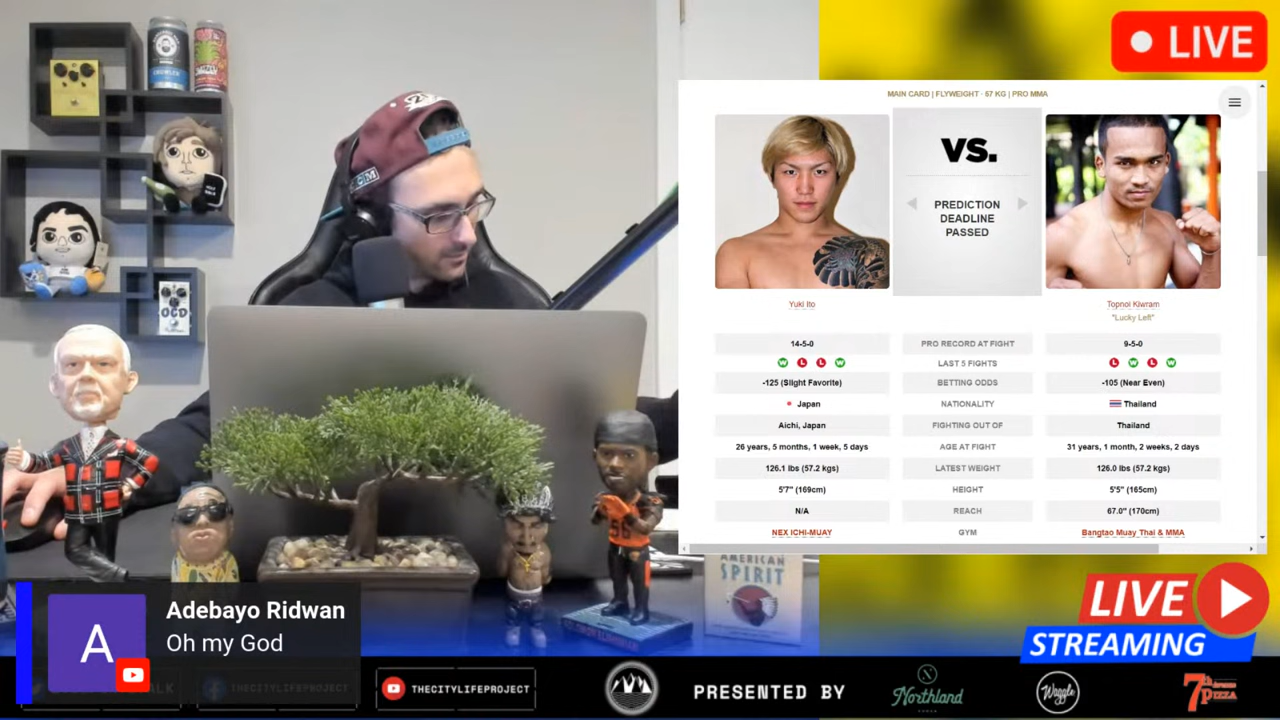 LIVE
MAIN CARD | FLYWEIGHT · 57 KG | PRO MMA
VS.
PREDICTION
DEADLINE
PASSED
Yuki Ito
Topnoi Kiwram
"Lucky Left"
14-5-0 PRO RECORD AT FIGHT 9-5-0
W L L W LAST 5 FIGHTS L W L W
-125 (Slight Favorite) BETTING ODDS -105 (Near Even)
Japan NATIONALITY Thailand
Aichi, Japan FIGHTING OUT OF Thailand
26 years, 5 months, 1 week, 5 days AGE AT FIGHT 31 years, 1 month, 2 weeks, 2 days
126.1 lbs (57.2 kgs) LATEST WEIGHT 126.0 lbs (57.2 kgs)
5'7" (169cm) HEIGHT 5'5" (165cm)
N/A REACH 67.0" (170cm)
NEX ICHI-MUAY GYM Bangtao Muay Thai & MMA
OCD
AMERICAN
SPIRIT
A
Adebayo Ridwan
Oh my God
LIVE
STREAMING
ALK
THECITYLIFEPROJECT
THECITYLIFEPROJECT
PRESENTED BY
Northland
Waggle
7th
PIZZA